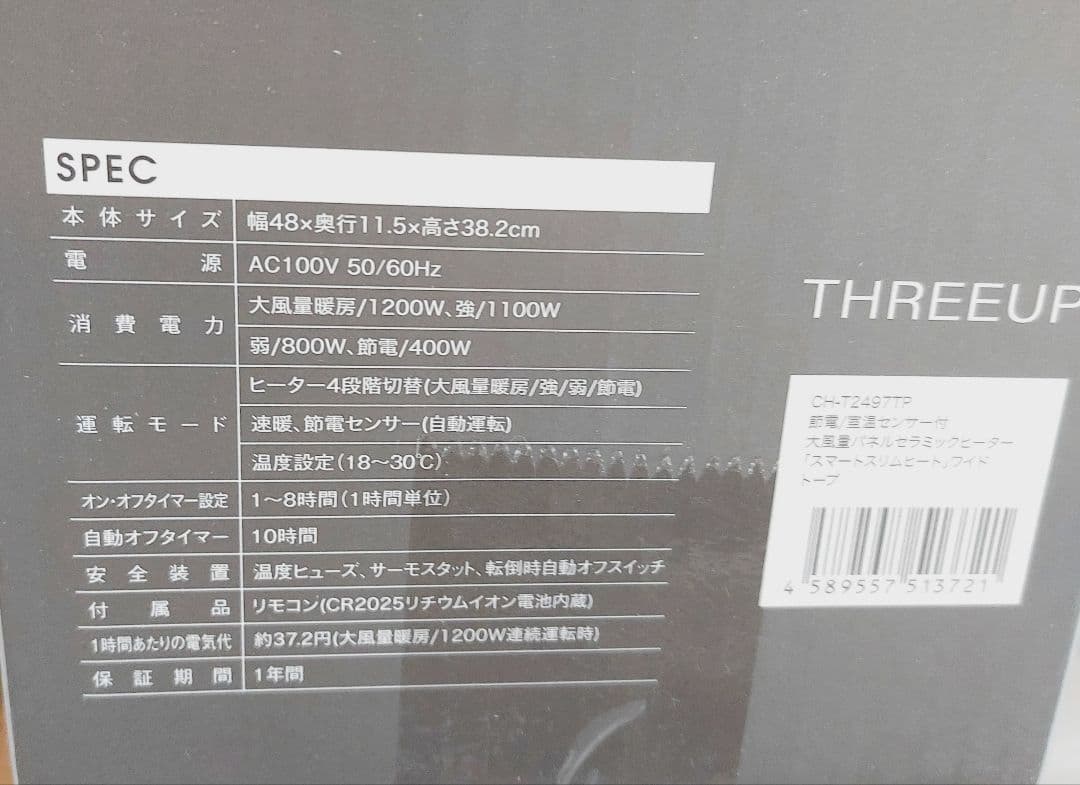 SPEC
本体サイズ 幅48×奥行11.5×高さ38.2cm
電源 AC100V 50/60Hz
消費電力 大風量暖房/1200W、強/1100W
弱/800W、節電/400W
運転モード ヒーター4段階切替(大風量暖房/強/弱/節電)
速暖、節電センサー(自動運転)
温度設定(18〜30℃)
オン・オフタイマー設定 1〜8時間(1時間単位)
自動オフタイマー 10時間
安全装置 温度ヒューズ、サーモスタット、転倒時自動オフスイッチ
付属品 リモコン(CR2025リチウムイオン電池内蔵)
1時間あたりの電気代 約37.2円(大風量暖房/1200W連続運転時)
保証期間 1年間
THREEUP
CH-T2497TP
節電/室温センサー付
大風量パネルセラミックヒーター
「スマートスリムヒート」ワイド
トープ
4 589557 513721